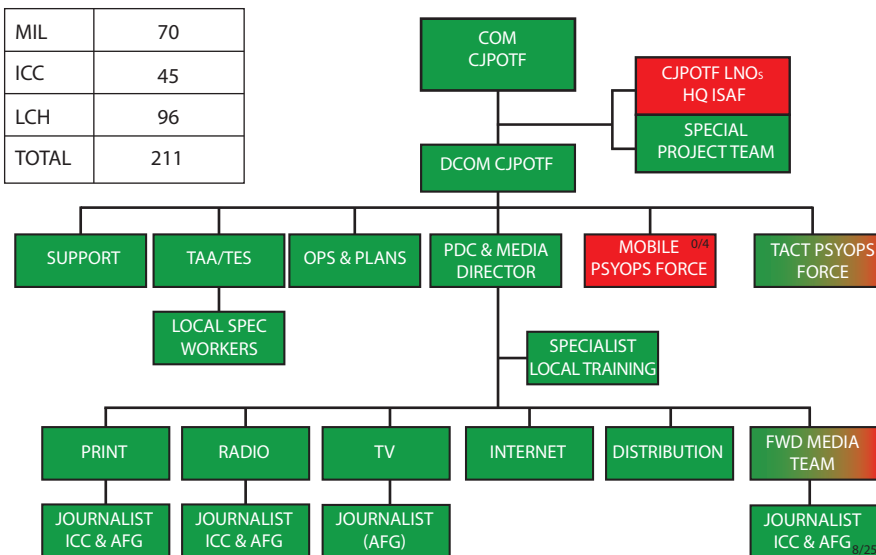 MIL 70
ICC 45
LCH 96
TOTAL 211
COM
CJPOTF
CJPOTF LNOs
HQ ISAF
SPECIAL
PROJECT TEAM
DCOM CJPOTF
SUPPORT
TAA/TES
OPS & PLANS
PDC & MEDIA
DIRECTOR
MOBILE 0/4
PSYOPS FORCE
TACT PSYOPS
FORCE
LOCAL SPEC
WORKERS
SPECIALIST
LOCAL TRAINING
PRINT
RADIO
TV
INTERNET
DISTRIBUTION
FWD MEDIA
TEAM
JOURNALIST
ICC & AFG
JOURNALIST
ICC & AFG
JOURNALIST
(AFG)
JOURNALIST
ICC & AFG 8/25